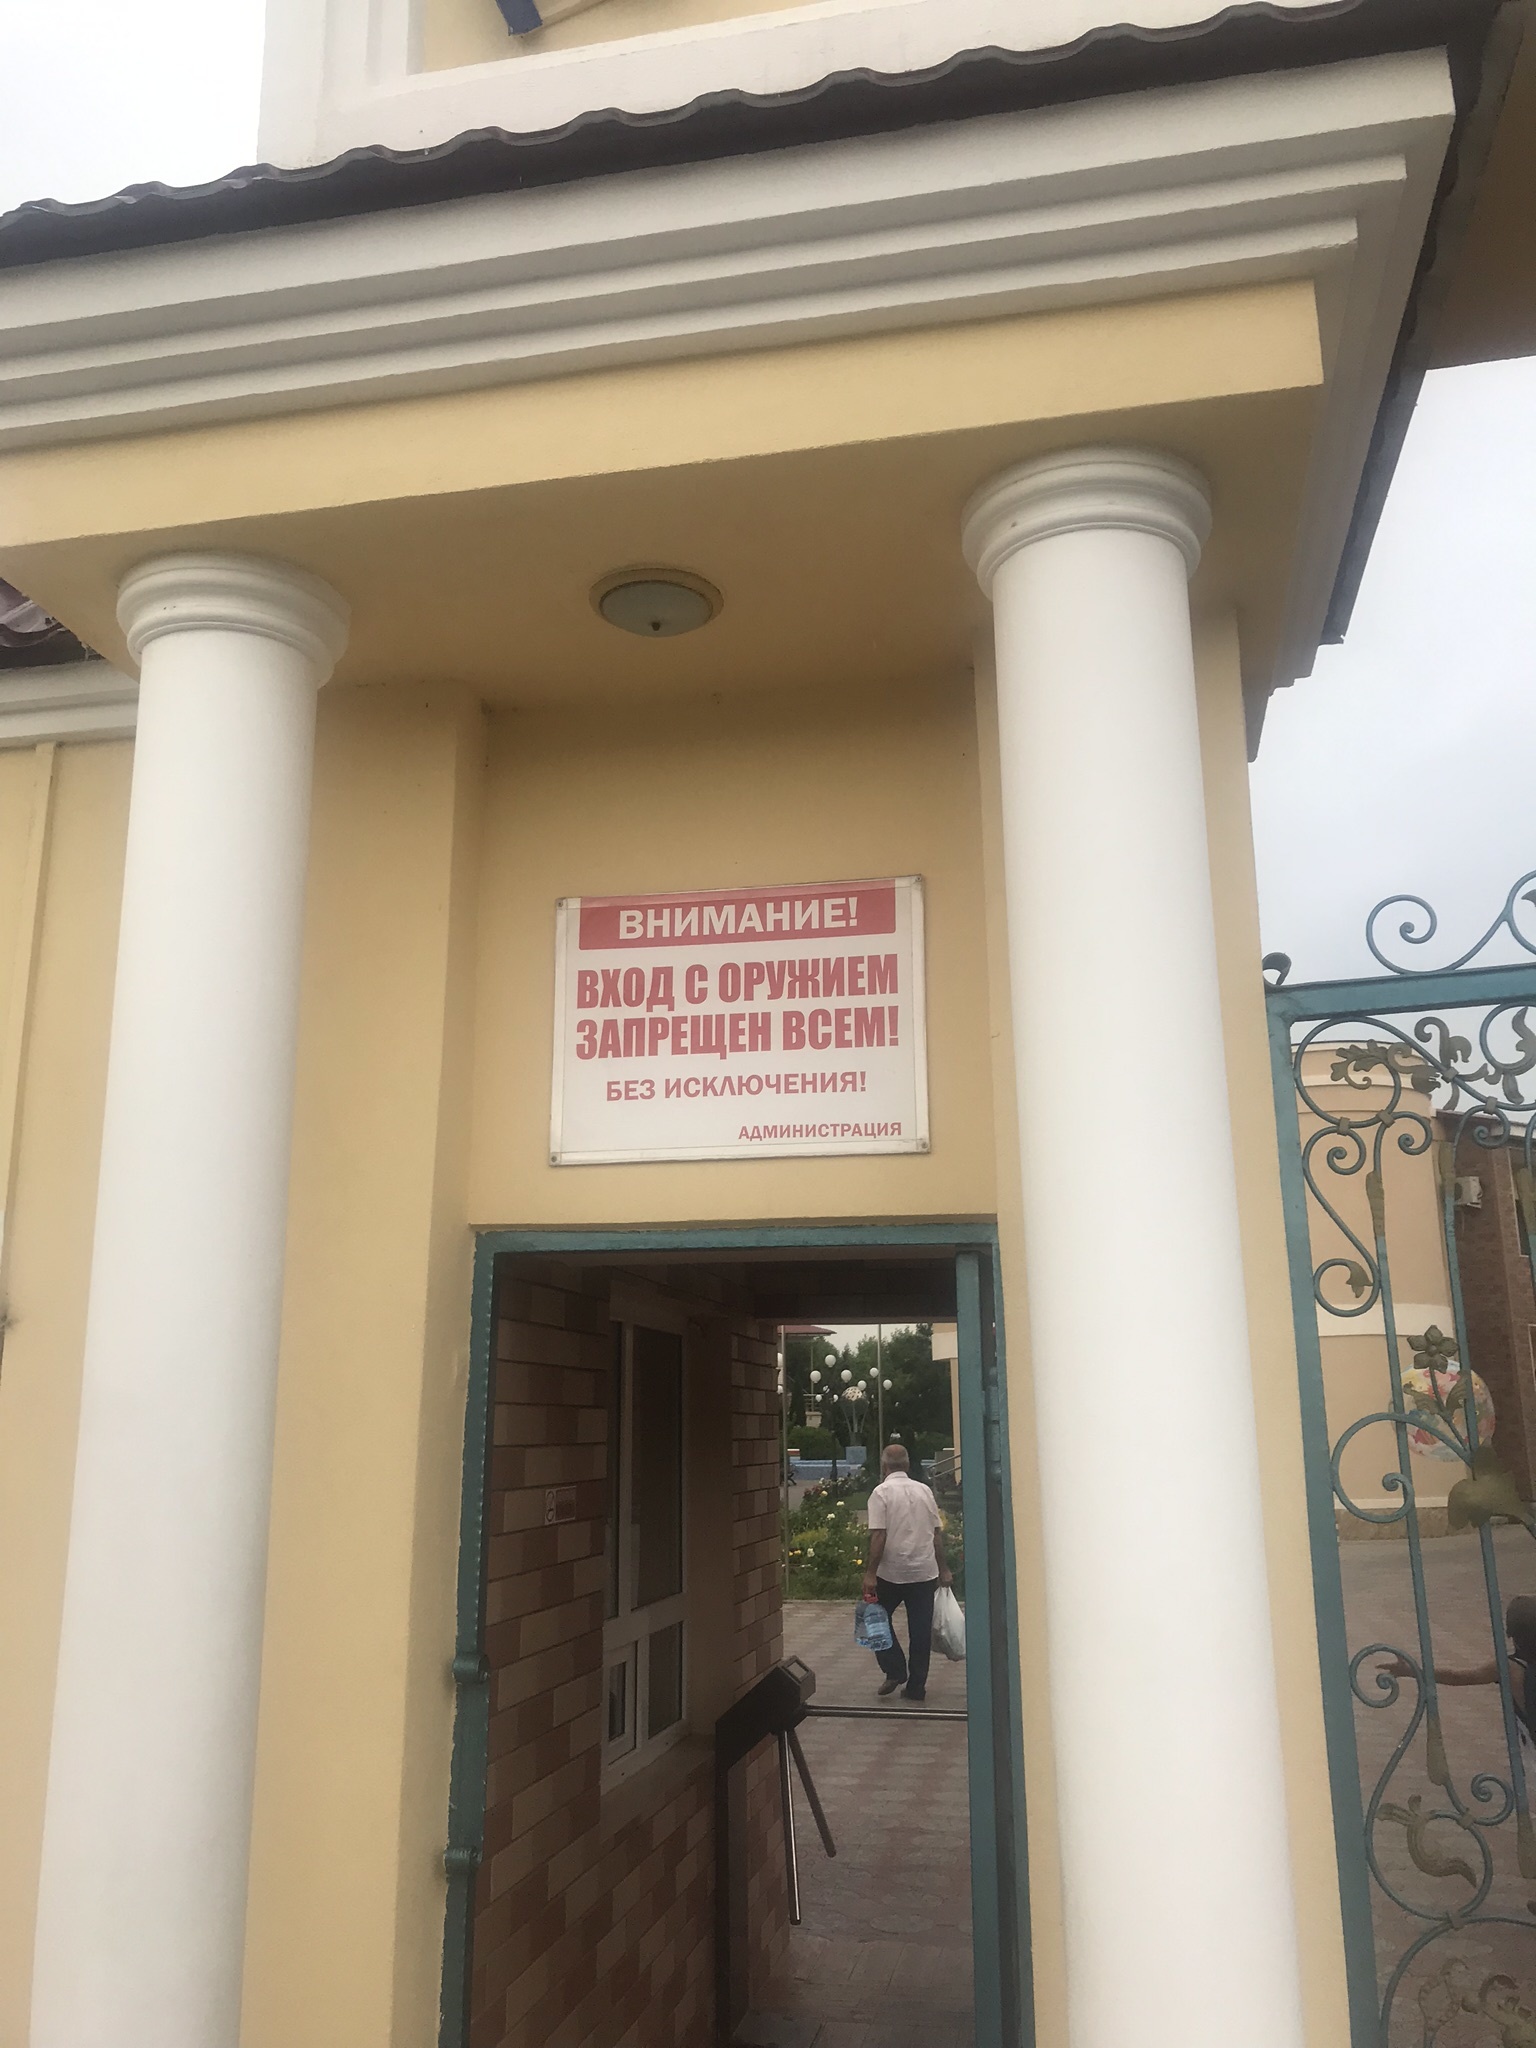 ВНИМАНИЕ!
ВХОД С ОРУЖИЕМ
ЗАПРЕЩЕН ВСЕМ!
БЕЗ ИСКЛЮЧЕНИЯ!
АДМИНИСТРАЦИЯ